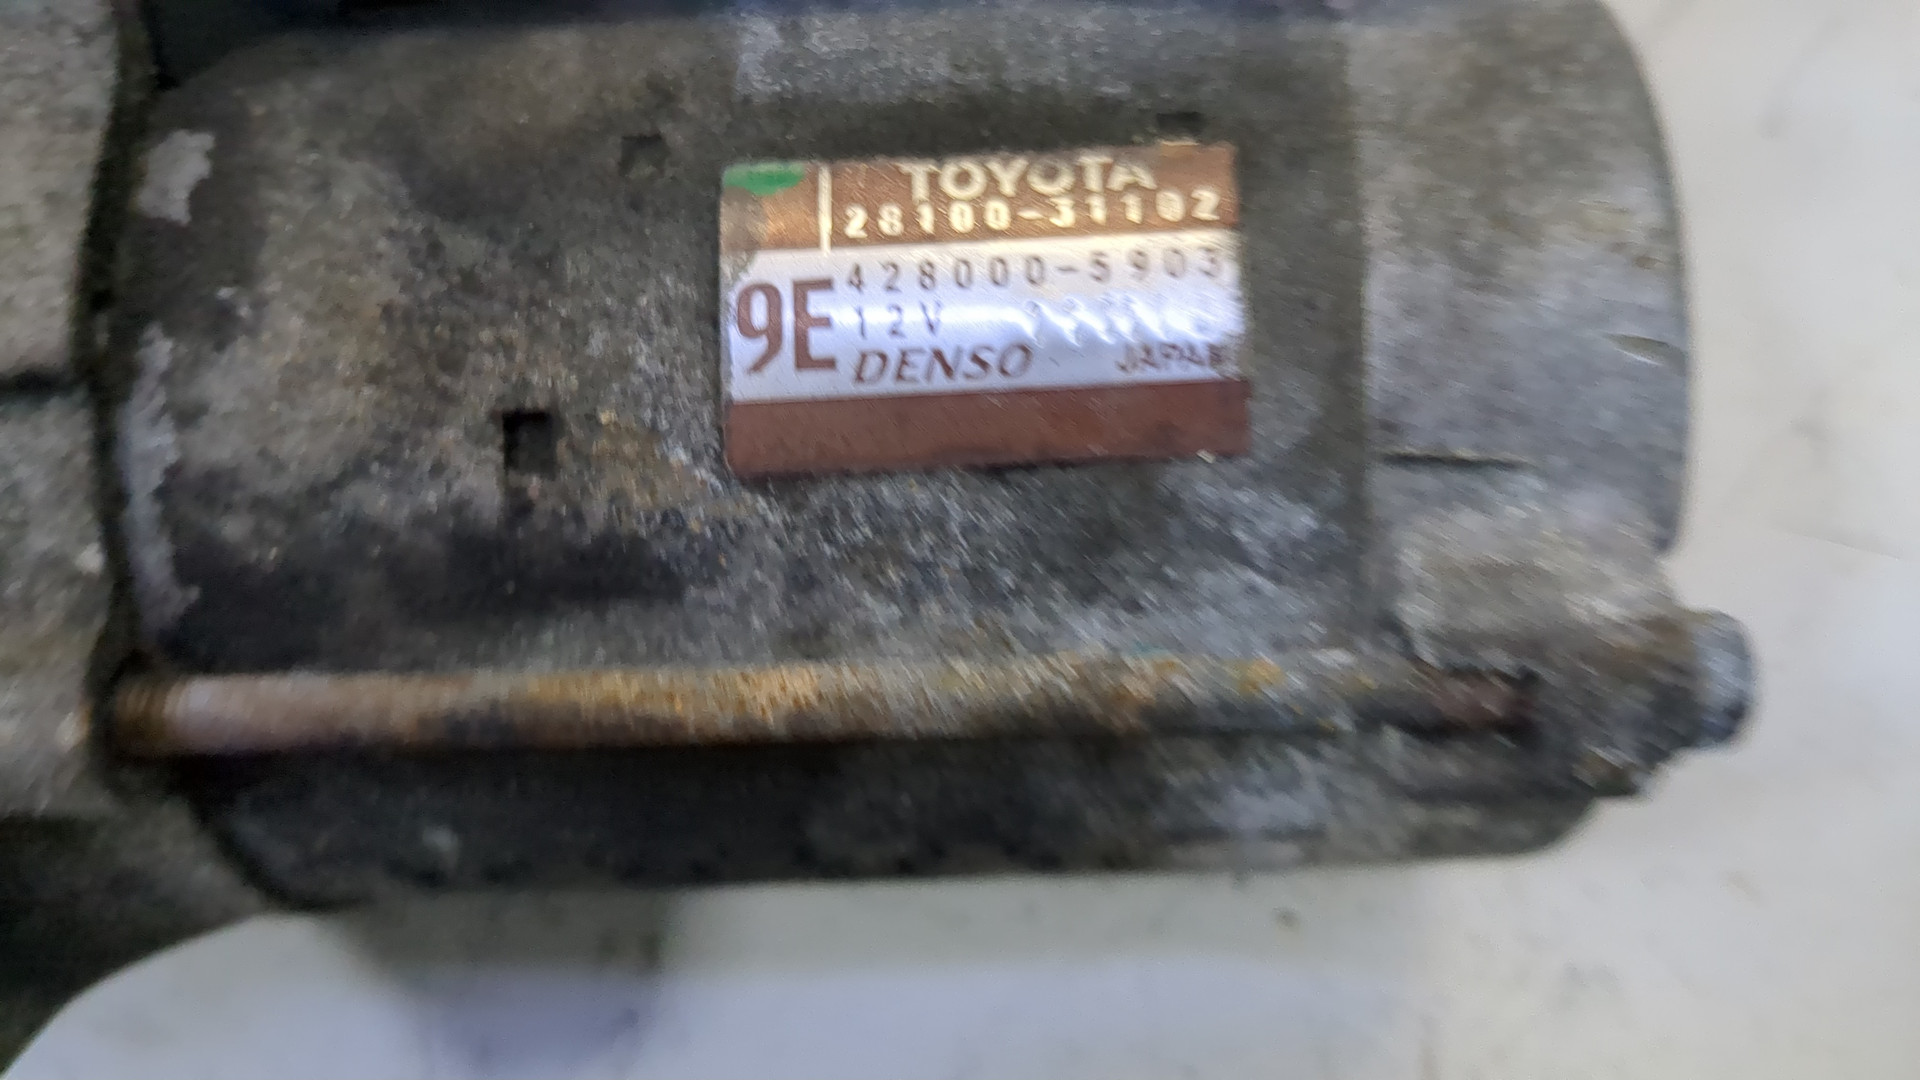 TOYOTA
28100-31102
9E
428000-5903
12V
DENSO JAPAN